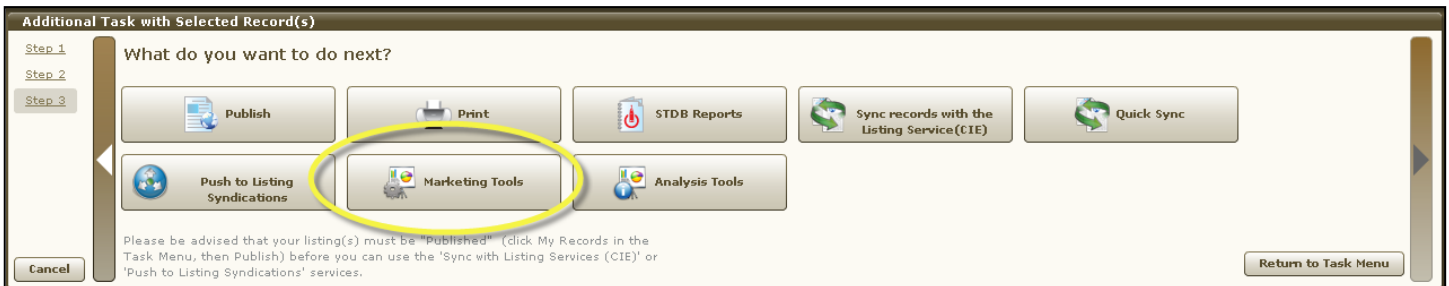 Additional Task with Selected Record(s)
Step 1
Step 2
Step 3
What do you want to do next?
Publish
Print
STDB Reports
Sync records with the
Listing Service(CIE)
Quick Sync
Push to Listing
Syndications
Marketing Tools
Analysis Tools
Please be advised that your listing(s) must be "Published" (click My Records in the
Task Menu, then Publish) before you can use the 'Sync with Listing Services (CIE)' or
'Push to Listing Syndications' services.
Cancel
Return to Task Menu